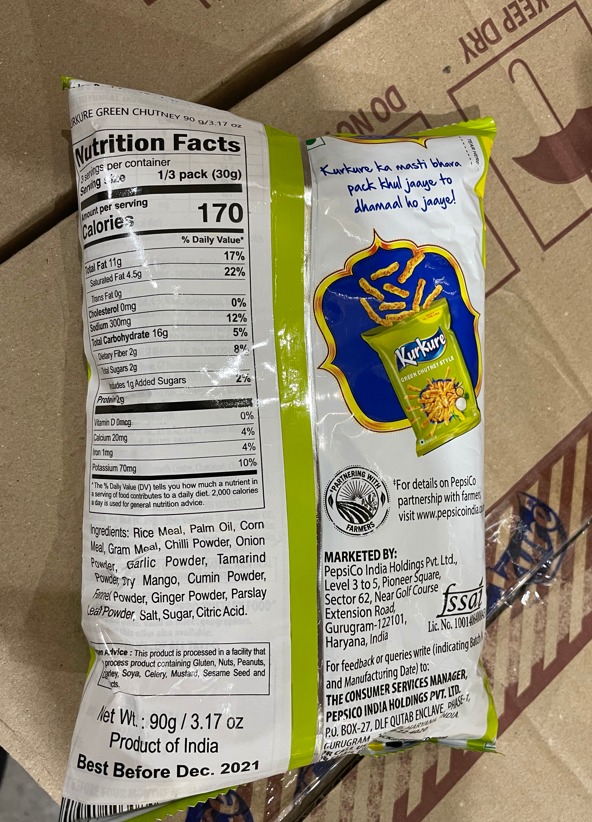 KURKURE GREEN CHUTNEY 90 g/3.17 oz
Nutrition Facts
3 servings per container
Serving Size 1/3 pack (30g)
Amount per serving
Calories 170
% Daily Value*
Total Fat 11g 17%
Saturated Fat 4.5g 22%
Trans Fat 0g
Cholesterol 0mg 0%
Sodium 300mg 12%
Total Carbohydrate 16g 5%
Dietary Fiber 2g 8%
Total Sugars 2g
Includes 1g Added Sugars 2%
Protein 2g
Vitamin D 0mcg 0%
Calcium 20mg 4%
Iron 1mg 4%
Potassium 70mg 10%
*The % Daily Value (DV) tells you how much a nutrient in
a serving of food contributes to a daily diet. 2,000 calories
a day is used for general nutrition advice.
Ingredients: Rice Meal, Palm Oil, Corn
Meal, Gram Meal, Chilli Powder, Onion
Powder, Garlic Powder, Tamarind
Powder, Dry Mango, Cumin Powder,
Fennel Powder, Ginger Powder, Parslay
Leaf Powder, Salt, Sugar, Citric Acid.
Advice : This product is processed in a facility that
process product containing Gluten, Nuts, Peanuts,
Soya, Celery, Mustard, Sesame Seed and
Net Wt. : 90g / 3.17 oz
Product of India
Best Before Dec. 2021
Kurkure ka masti bhara
pack khul jaaye to
dhamaal ho jaaye!
Kurkure
GREEN CHUTNEY STYLE
PARTNERING WITH
FARMERS
‡For details on PepsiCo
partnership with farmers
visit www.pepsicoindia.co
MARKETED BY:
PepsiCo India Holdings Pvt. Ltd.,
Level 3 to 5, Pioneer Square,
Sector 62, Near Golf Course
Extension Road,
Gurugram-122101,
Haryana, India
fssai
Lic. No.
For feedback or queries write (indicating Batch
and Manufacturing Date) to:
THE CONSUMER SERVICES MANAGER,
PEPSICO INDIA HOLDINGS PVT. LTD.
P.O. BOX-27, DLF QUTAB ENCLAVE, PHASE-1,
GURUGRAM HARYANA INDIA.
KEEP DRY
DO NO